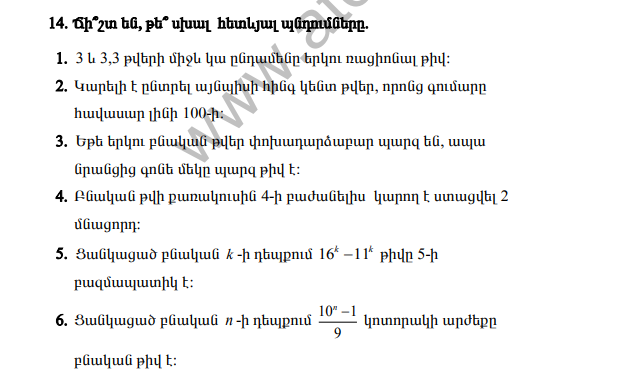 14. Ճի՞շտ են, թե՞ սխալ հետևյալ պնդումները.
1. 3 և 3,3 թվերի միջև կա ընդամենը երկու ռացիոնալ թիվ:
2. Կարելի է ընտրել այնպիսի հինգ կենտ թվեր, որոնց գումարը
հավասար լինի 100-ի:
3. Եթե երկու բնական թվեր փոխադարձաբար պարզ են, ապա
նրանցից գոնե մեկը պարզ թիվ է:
4. Բնական թվի քառակուսին 4-ի բաժանելիս կարող է ստացվել 2
մնացորդ:
5. Ցանկացած բնական k -ի դեպքում 16^k −11^k թիվը 5-ի
բազմապատիկ է:
6. Ցանկացած բնական n -ի դեպքում (10^n −1)/9 կոտորակի արժեքը
բնական թիվ է:
www.at